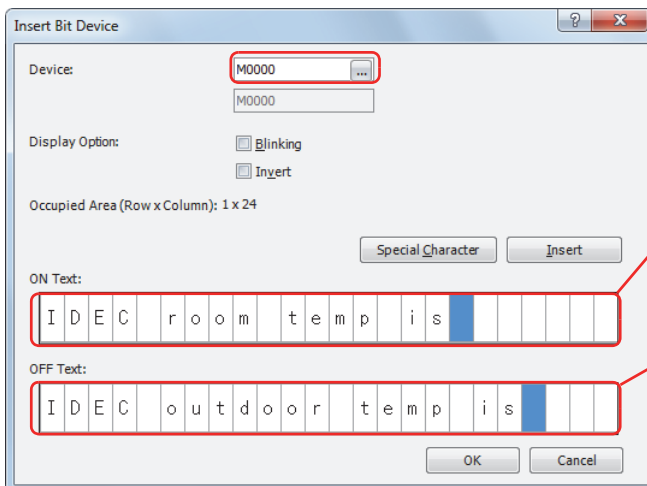 Insert Bit Device
Device:
M0000
...
M0000
Display Option:
Blinking
Invert
Occupied Area (Row x Column): 1 x 24
Special Character
Insert
ON Text:
IDEC room temp is
OFF Text:
IDEC outdoor temp is
OK
Cancel